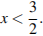 x < 3/2.